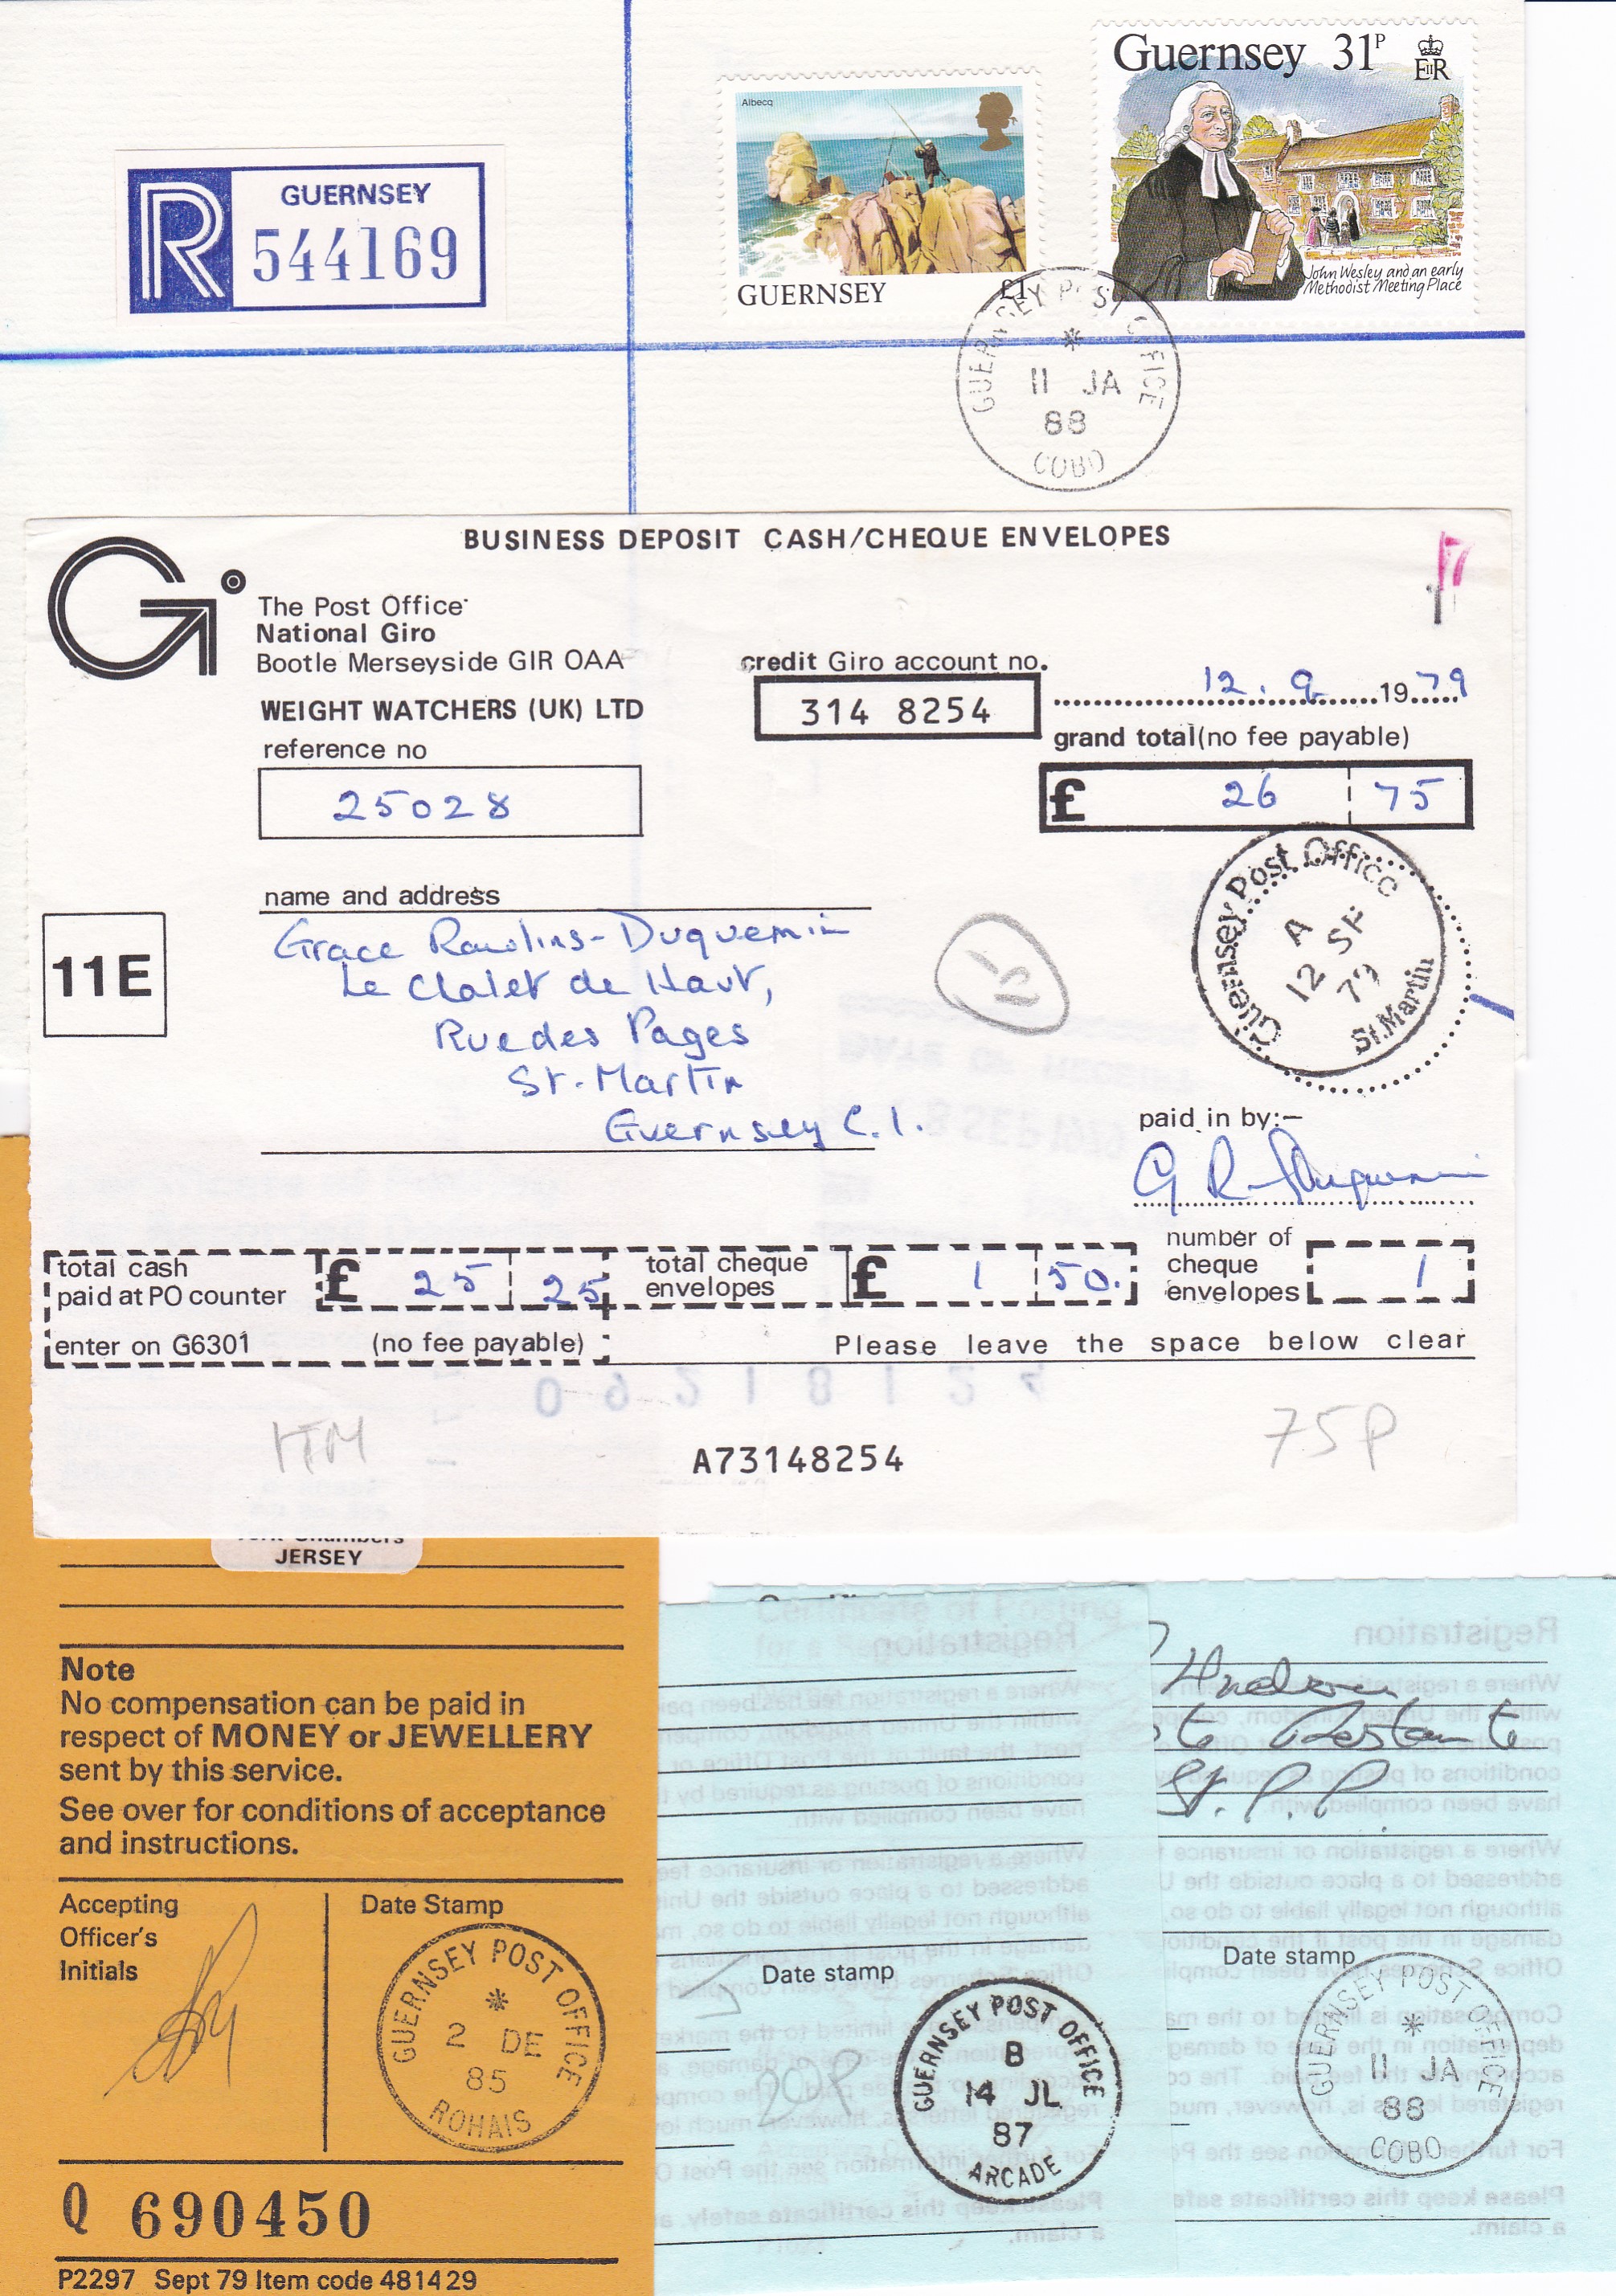 Guernsey 31P
EIIR
Albecq
GUERNSEY £1
John Wesley and an early
Methodist Meeting Place
R GUERNSEY
544169
GUERNSEY POST OFFICE
*
11 JA
88
COBO
BUSINESS DEPOSIT CASH/CHEQUE ENVELOPES
The Post Office
National Giro
Bootle Merseyside GIR OAA
WEIGHT WATCHERS (UK) LTD
credit Giro account no.
314 8254
12.9.1979
grand total (no fee payable)
£ 26 75
reference no
25028
name and address
Grace Rawlins-Duquemin
Le Chalet de Haut,
Rue des Pages
St. Martin
Guernsey C.I.
11E
Guernsey Post Office
A
12 SE
79
St. Martin
paid in by:—
total cash
paid at PO counter
£ 25 25
enter on G6301 (no fee payable)
total cheque
envelopes
£ 1 50.
number of
cheque
envelopes
1
Please leave the space below clear
75P
A73148254
JERSEY
Note
No compensation can be paid in
respect of MONEY or JEWELLERY
sent by this service.
See over for conditions of acceptance
and instructions.
Accepting
Officer's
Initials
Date Stamp
GUERNSEY POST OFFICE
*
2 DE
85
ROHAIS
Q 690450
P2297 Sept 79 Item code 481429
Date stamp
20P
GUERNSEY POST OFFICE
B
14 JL
87
ARCADE
St. P.P.
Date stamp
GUERNSEY POST OFFICE
*
11 JA
88
COBO